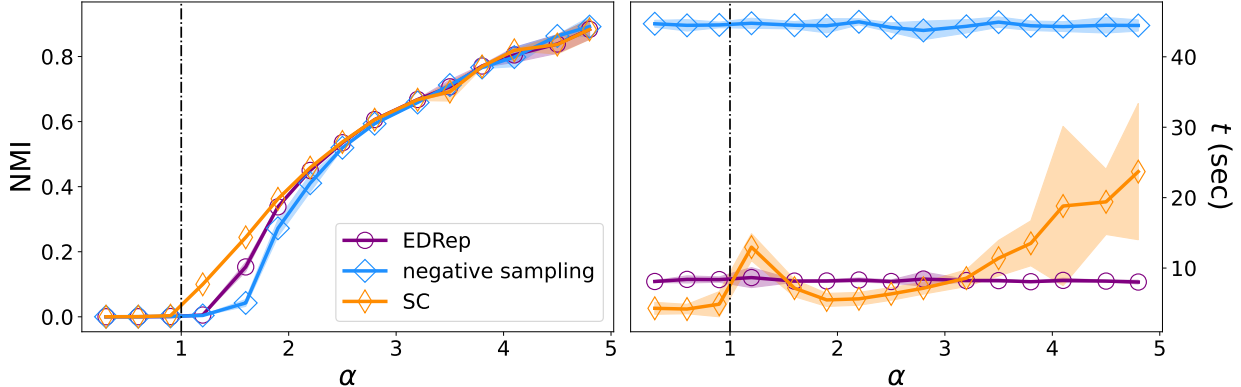 NMI
0.8
0.6
0.4
0.2
0.0
EDRep
negative sampling
SC
1 2 3 4 5
α
40
30
20
10
t (sec)
1 2 3 4 5
α